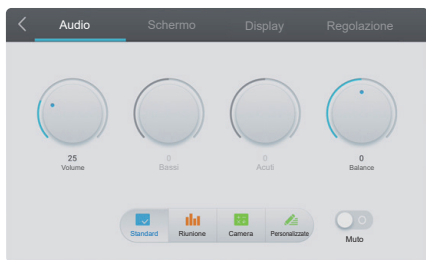 Audio
Schermo
Display
Regolazione
25
Volume
0
Bassi
0
Acuti
0
Balance
Standard
Riunione
Camera
Personalizzate
Muto